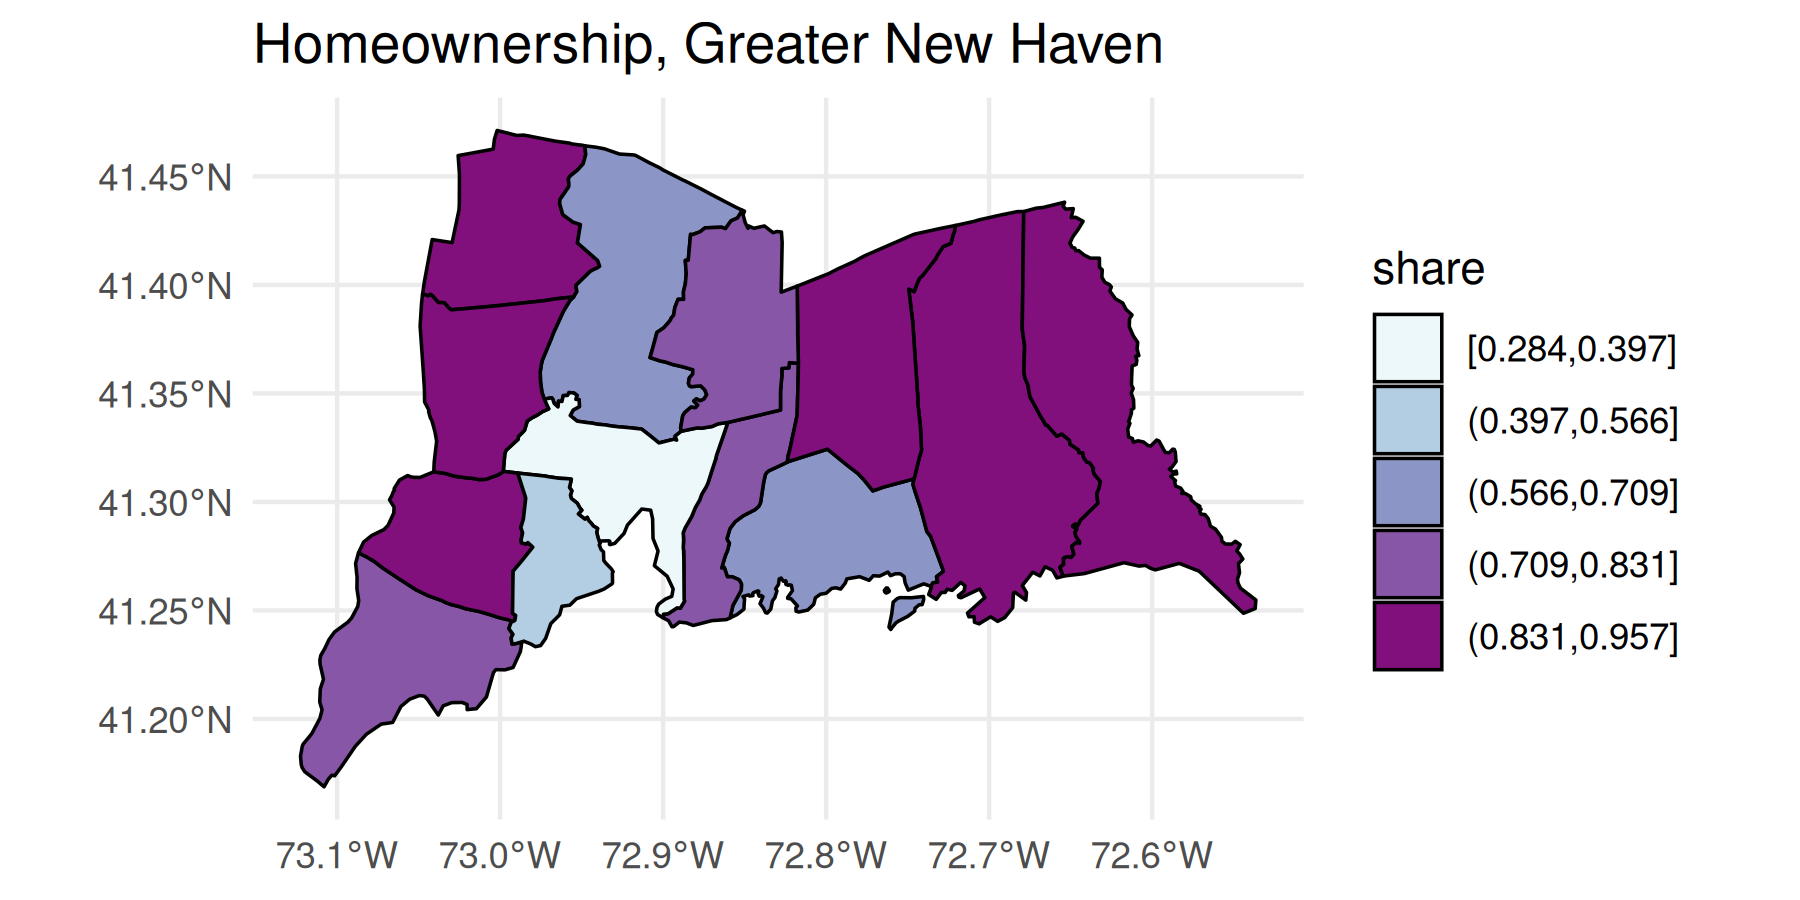 Homeownership, Greater New Haven
41.45°N
41.40°N
41.35°N
41.30°N
41.25°N
41.20°N
73.1°W
73.0°W
72.9°W
72.8°W
72.7°W
72.6°W
share
[0.284,0.397]
(0.397,0.566]
(0.566,0.709]
(0.709,0.831]
(0.831,0.957]